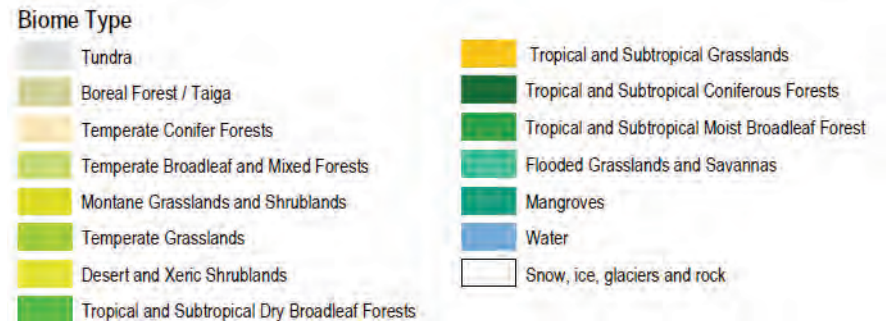 Biome Type
Tundra
Boreal Forest / Taiga
Temperate Conifer Forests
Temperate Broadleaf and Mixed Forests
Montane Grasslands and Shrublands
Temperate Grasslands
Desert and Xeric Shrublands
Tropical and Subtropical Dry Broadleaf Forests
Tropical and Subtropical Grasslands
Tropical and Subtropical Coniferous Forests
Tropical and Subtropical Moist Broadleaf Forest
Flooded Grasslands and Savannas
Mangroves
Water
Snow, ice, glaciers and rock